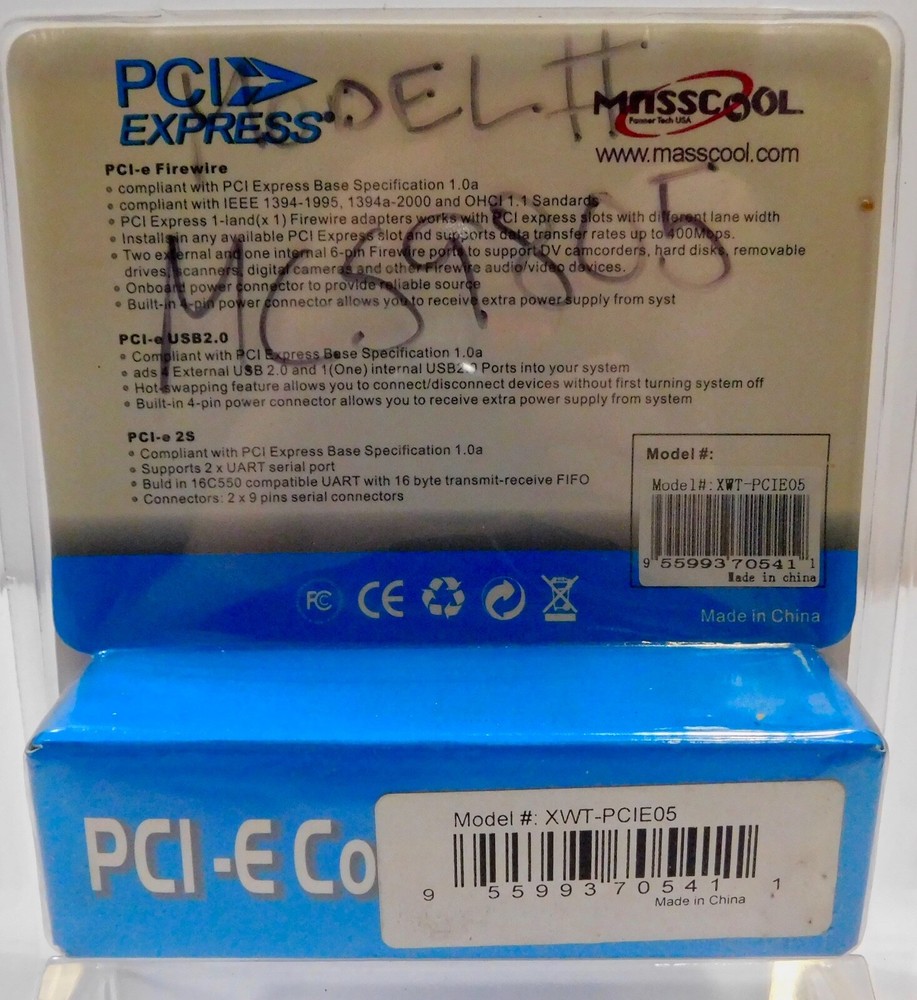 PCI
EXPRESS®
MODEL #
MASSCOOL
Fanner Tech USA
www.masscool.com
PCI-e Firewire
• compliant with PCI Express Base Specification 1.0a
• compliant with IEEE 1394-1995, 1394a-2000 and OHCI 1.1 Sandards
• PCI Express 1-land(x 1) Firewire adapters works with PCI express slots with different lane width
• Installs in any available PCI Express slot and supports data transfer rates up to 400Mbps.
• Two external and one internal 6-pin Firewire ports to support DV camcorders, hard disks, removable
drives, scanners, digital cameras and other Firewire audio/video devices.
• Onboard power connector to provide reliable source
• Built-in 4-pin power connector allows you to receive extra power supply from syst
MCS9805
PCI-e USB2.0
• Compliant with PCI Express Base Specification 1.0a
• ads External USB 2.0 and 1(One) internal USB2.0 Ports into your system
• Hot-swapping feature allows you to connect/disconnect devices without first turning system off
• Built-in 4-pin power connector allows you to receive extra power supply from system
PCI-e 2S
• Compliant with PCI Express Base Specification 1.0a
• Supports 2 x UART serial port
• Buld in 16C550 compatible UART with 16 byte transmit-receive FIFO
• Connectors: 2 x 9 pins serial connectors
Model #:
Model#: XWT-PCIE05
9 55993 70541 1
Made in china
FC CE
Made in China
PCI-E Co
Model #: XWT-PCIE05
9 55993 70541 1
Made in China